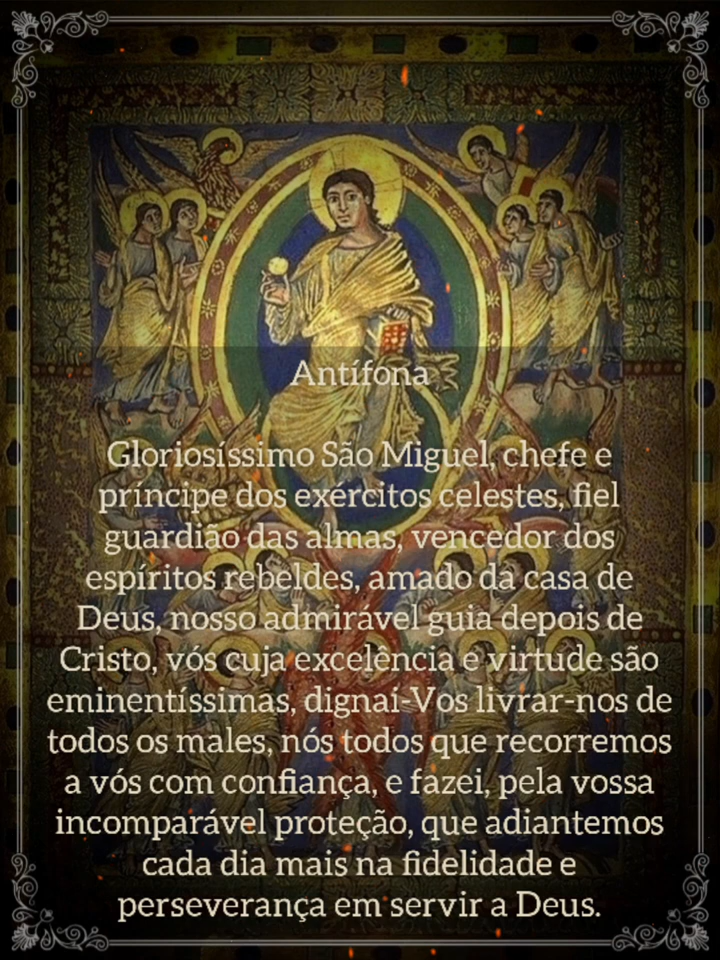 Antífona
Gloriosíssimo São Miguel, chefe e
príncipe dos exércitos celestes, fiel
guardião das almas, vencedor dos
espíritos rebeldes, amado da casa de
Deus, nosso admirável guia depois de
Cristo, vós cuja excelência e virtude são
eminentíssimas, dignaí-Vos livrar-nos de
todos os males, nós todos que recorremos
a vós com confiança, e fazei, pela vossa
incomparável proteção, que adiantemos
cada dia mais na fidelidade e
perseverança em servir a Deus.